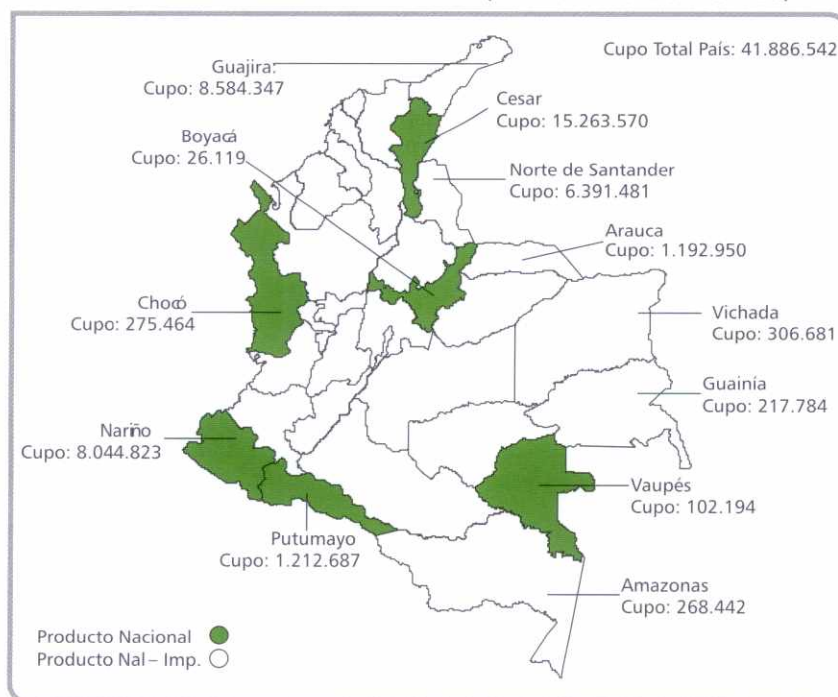 Cupo Total País: 41.886.542
Guajira:
Cupo: 8.584.347
Cesar
Cupo: 15.263.570
Boyacá
Cupo: 26.119
Norte de Santander
Cupo: 6.391.481
Arauca
Cupo: 1.192.950
Chocó
Cupo: 275.464
Vichada
Cupo: 306.681
Guainía
Cupo: 217.784
Nariño
Cupo: 8.044.823
Vaupés
Cupo: 102.194
Putumayo
Cupo: 1.212.687
Amazonas
Cupo: 268.442
Producto Nacional
Producto Nal – Imp.